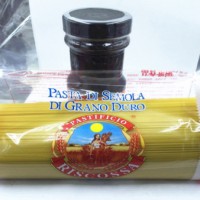 PASTA DI SEMOLA
DI GRANO DURO
PASTIFICIO
RISCOSSA